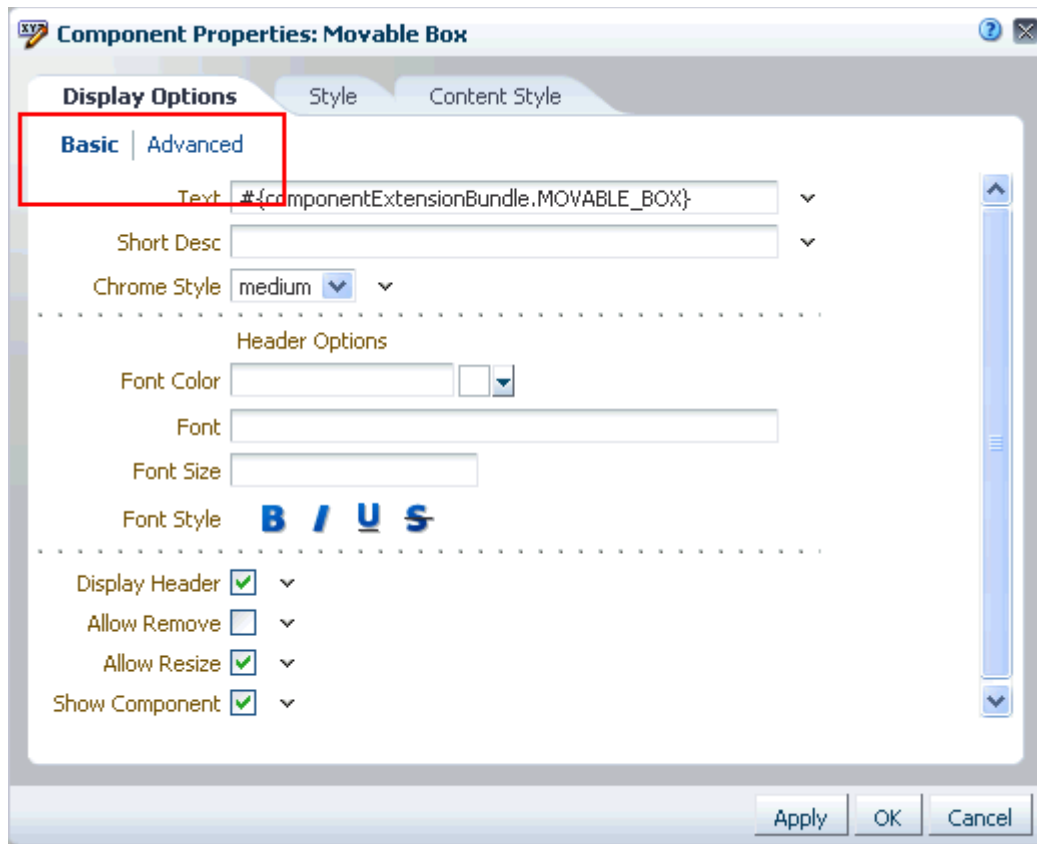 Component Properties: Movable Box
Display Options Style Content Style
Basic Advanced
Text #{componentExtensionBundle.MOVABLE_BOX}
Short Desc
Chrome Style medium
Header Options
Font Color
Font
Font Size
Font Style B I U S
Display Header
Allow Remove
Allow Resize
Show Component
Apply OK Cancel